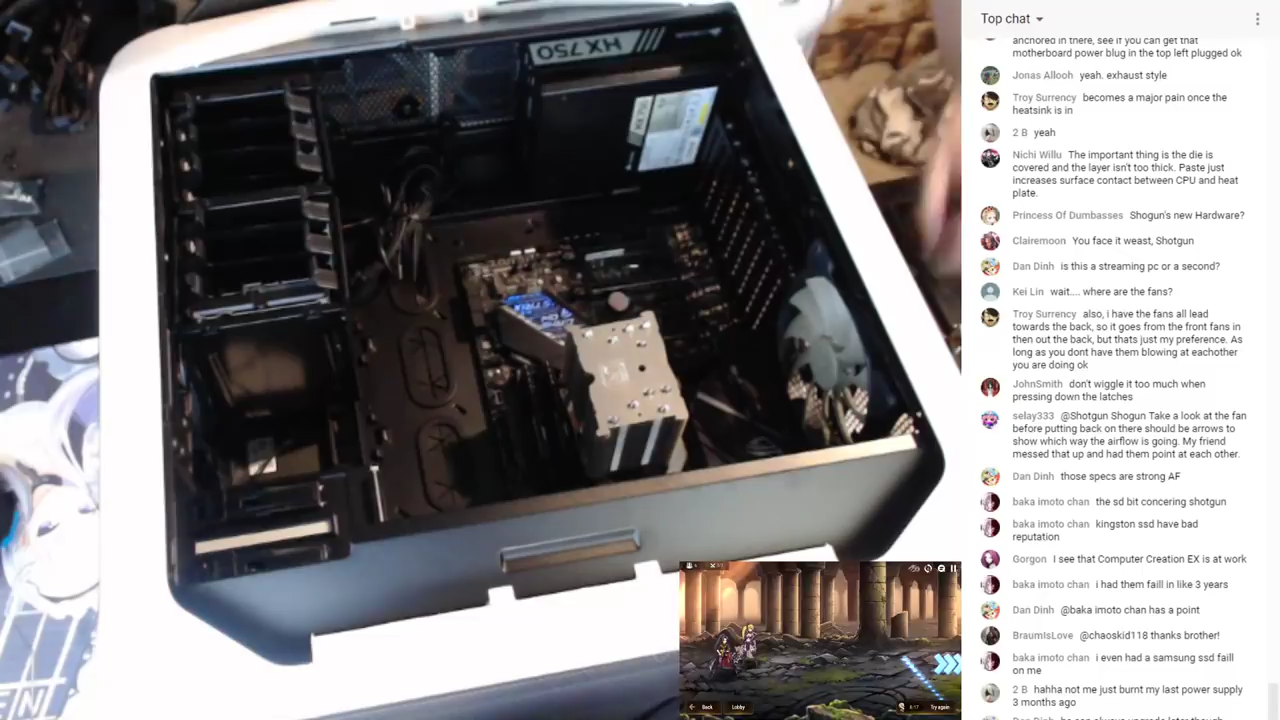 HX750
STRIX
Back
Lobby
6:17
Try again
Top chat
anchored in there, see if you can get that
motherboard power blug in the top left plugged ok
Jonas Allooh yeah. exhaust style
Troy Surrency becomes a major pain once the
heatsink is in
2 B yeah
Nichi Willu The important thing is the die is
covered and the layer isn't too thick. Paste just
increases surface contact between CPU and heat
plate.
Princess Of Dumbasses Shogun's new Hardware?
Clairemoon You face it weast, Shotgun
Dan Dinh is this a streaming pc or a second?
Kei Lin wait.... where are the fans?
Troy Surrency also, i have the fans all lead
towards the back, so it goes from the front fans in
then out the back, but thats just my preference. As
long as you dont have them blowing at eachother
you are doing ok
JohnSmith don't wiggle it too much when
pressing down the latches
selay333 @Shotgun Shogun Take a look at the fan
before putting back on there should be arrows to
show which way the airflow is going. My friend
messed that up and had them point at each other.
Dan Dinh those specs are strong AF
baka imoto chan the sd bit concering shotgun
baka imoto chan kingston ssd have bad
reputation
Gorgon I see that Computer Creation EX is at work
baka imoto chan i had them faill in like 3 years
Dan Dinh @baka imoto chan has a point
BraumIsLove @chaoskid118 thanks brother!
baka imoto chan i even had a samsung ssd faill
on me
2 B hahha not me just burnt my last power supply
3 months ago